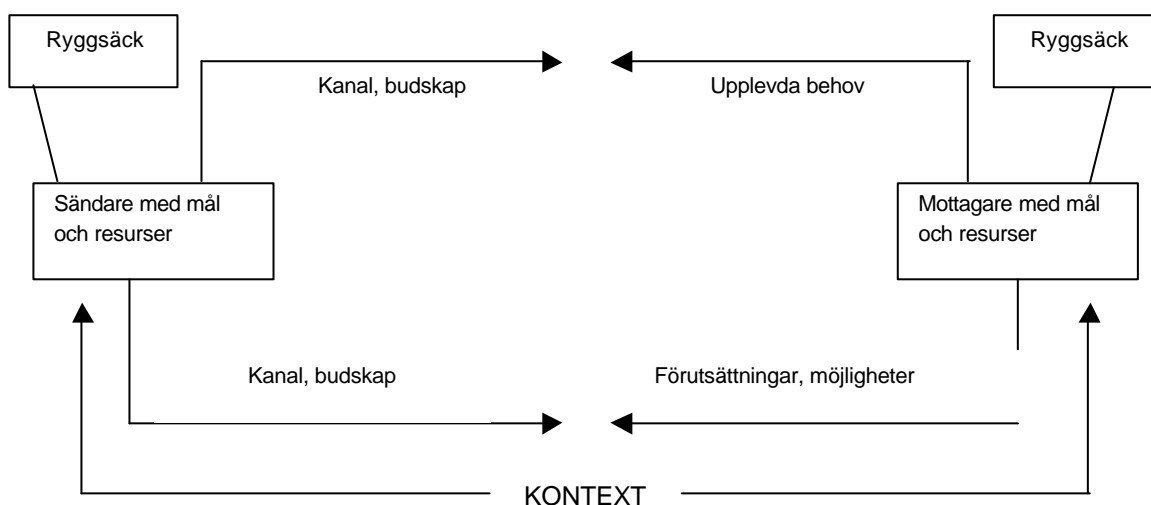 Ryggsäck
Ryggsäck
Kanal, budskap
Upplevda behov
Sändare med mål
och resurser
Mottagare med mål
och resurser
Kanal, budskap
Förutsättningar, möjligheter
KONTEXT